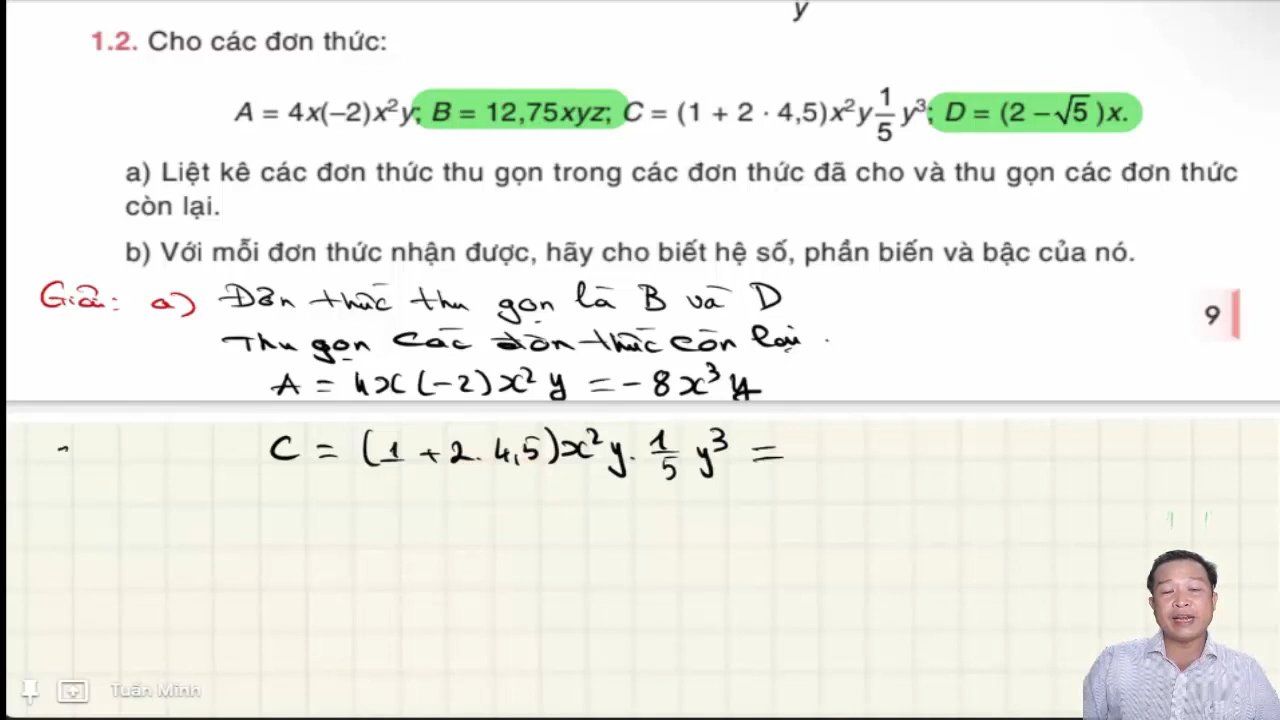 y
1.2. Cho các đơn thức:
A = 4x(−2)x²y; B = 12,75xyz; C = (1 + 2 · 4,5)x²y 1/5 y³; D = (2 − √5)x.
a) Liệt kê các đơn thức thu gọn trong các đơn thức đã cho và thu gọn các đơn thức
còn lại.
b) Với mỗi đơn thức nhận được, hãy cho biết hệ số, phần biến và bậc của nó.
Giải: a) Đơn thức thu gọn là B và D
9
Thu gọn các đơn thức còn lại.
A = 4x(−2)x²y = −8x³y
C = (1 + 2. 4,5)x²y. 1/5 y³ =
Tuấn Minh